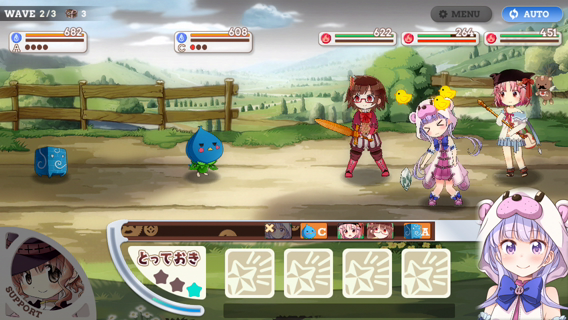 WAVE 2/3 3
MENU
AUTO
682
A
608
C
622
264
451
C
A
とっておき
SUPPORT